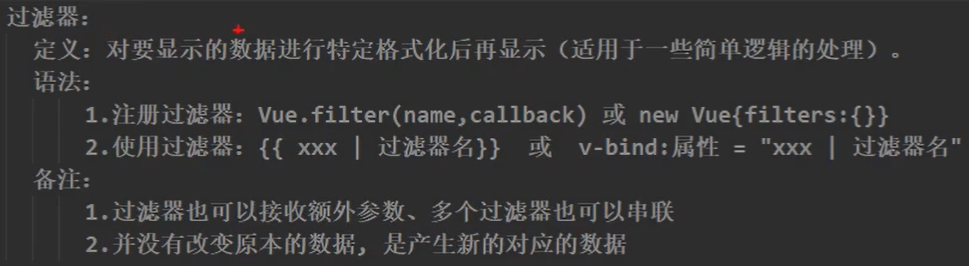 过滤器：
定义：对要显示的数据进行特定格式化后再显示（适用于一些简单逻辑的处理）。
语法：
1.注册过滤器：Vue.filter(name,callback) 或 new Vue{filters:{}}
2.使用过滤器：{{ xxx | 过滤器名}}  或  v-bind:属性 = "xxx | 过滤器名"
备注：
1.过滤器也可以接收额外参数、多个过滤器也可以串联
2.并没有改变原本的数据, 是产生新的对应的数据